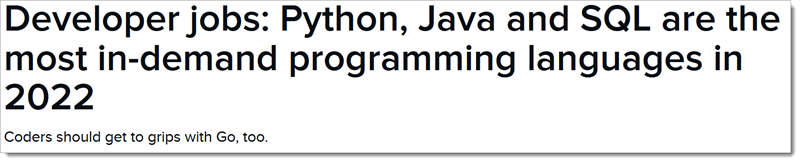 Developer jobs: Python, Java and SQL are the
most in-demand programming languages in
2022
Coders should get to grips with Go, too.